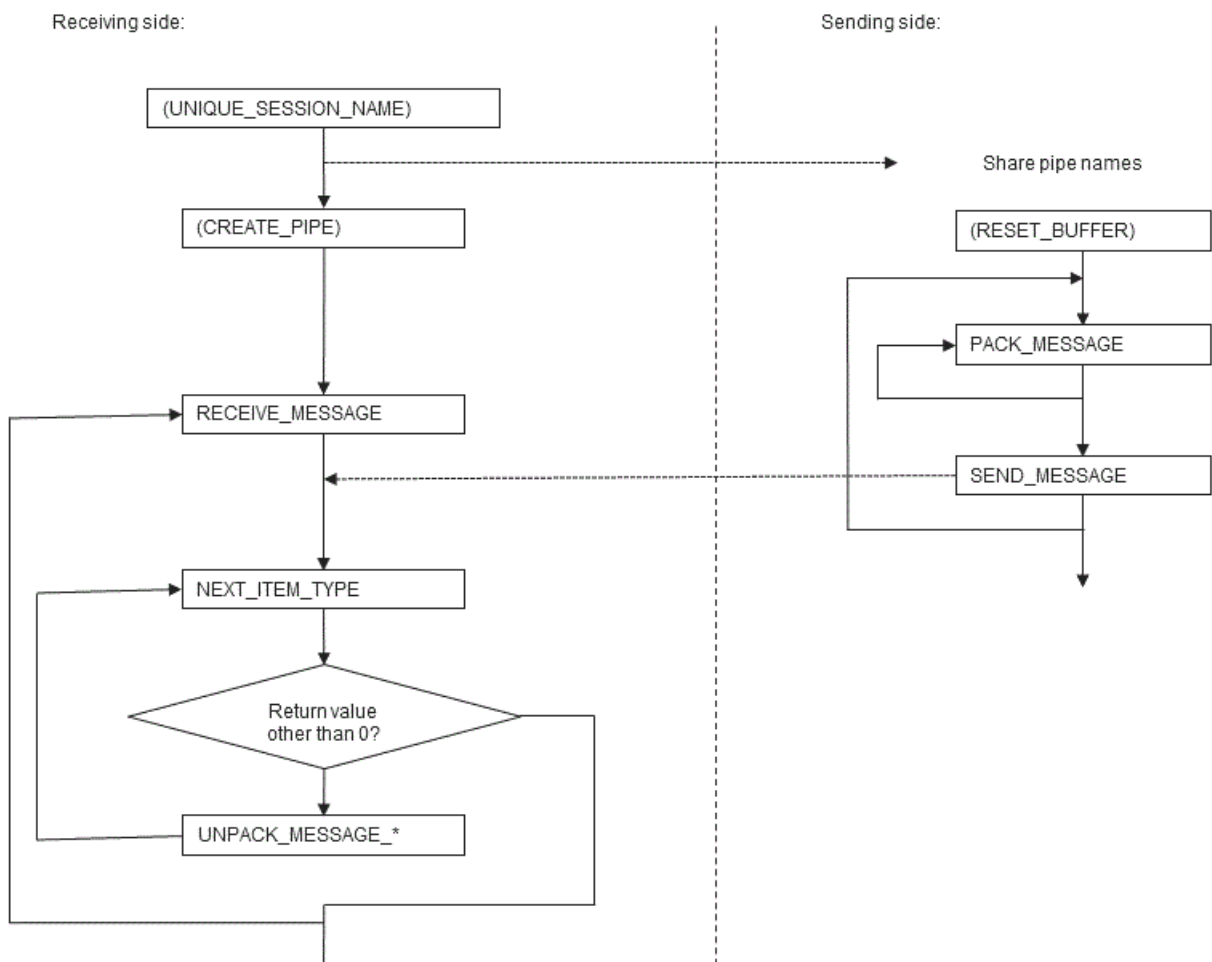 Receiving side:
Sending side:
(UNIQUE_SESSION_NAME)
Share pipe names
(CREATE_PIPE)
(RESET_BUFFER)
PACK_MESSAGE
RECEIVE_MESSAGE
SEND_MESSAGE
NEXT_ITEM_TYPE
Return value
other than 0?
UNPACK_MESSAGE_*